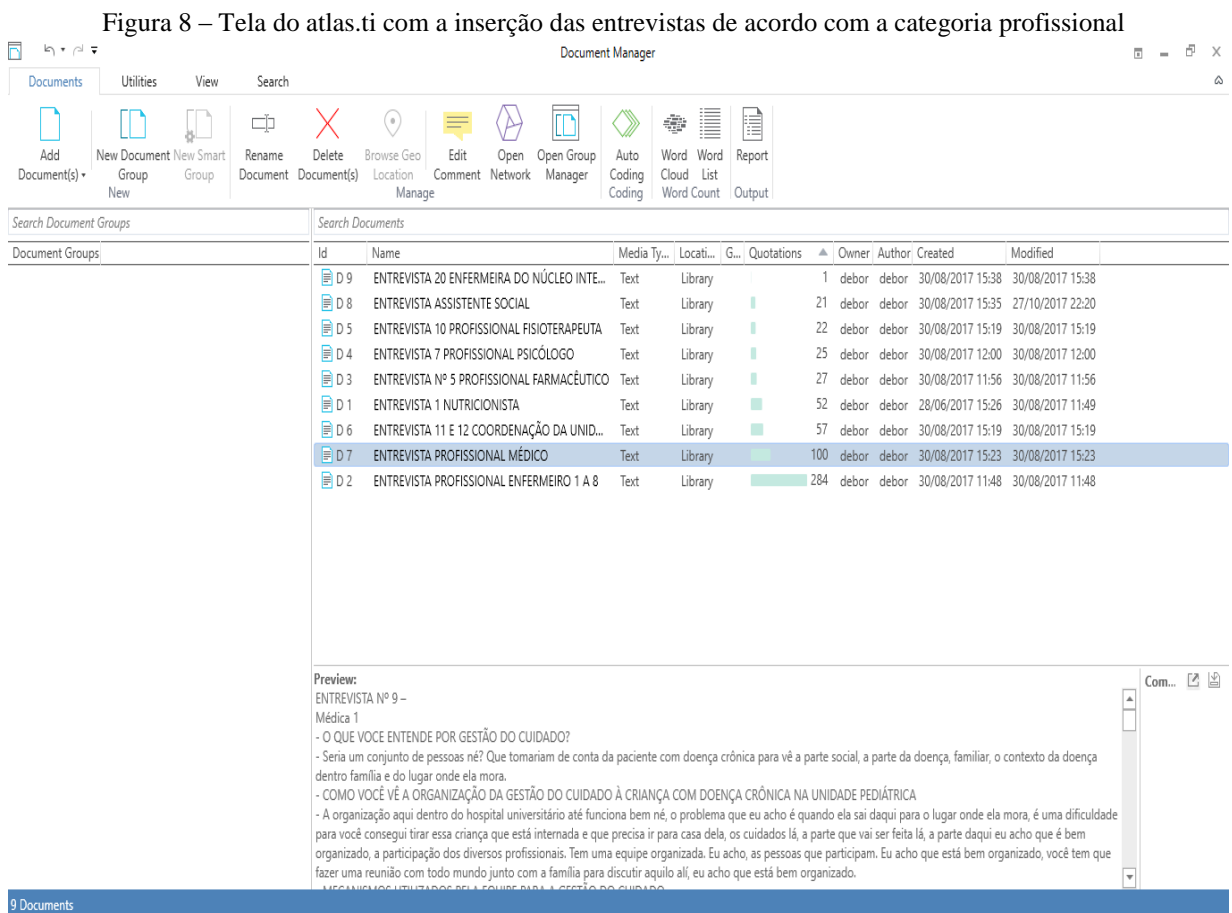 Figura 8 – Tela do atlas.ti com a inserção das entrevistas de acordo com a categoria profissional
Document Manager
Documents Utilities View Search
Add Document(s) New Document Group New Smart Group Rename Document Delete Document(s) Browse Geo Location Edit Comment Open Network Open Group Manager Auto Coding Word Cloud Word List Report
New Manage Coding Word Count Output
Search Document Groups Search Documents
Document Groups Id Name Media Ty... Locati... G... Quotations Owner Author Created Modified
D 9 ENTREVISTA 20 ENFERMEIRA DO NÚCLEO INTE... Text Library 1 debor debor 30/08/2017 15:38 30/08/2017 15:38
D 8 ENTREVISTA ASSISTENTE SOCIAL Text Library 21 debor debor 30/08/2017 15:35 27/10/2017 22:20
D 5 ENTREVISTA 10 PROFISSIONAL FISIOTERAPEUTA Text Library 22 debor debor 30/08/2017 15:19 30/08/2017 15:19
D 4 ENTREVISTA 7 PROFISSIONAL PSICÓLOGO Text Library 25 debor debor 30/08/2017 12:00 30/08/2017 12:00
D 3 ENTREVISTA Nº 5 PROFISSIONAL FARMACÊUTICO Text Library 27 debor debor 30/08/2017 11:56 30/08/2017 11:56
D 1 ENTREVISTA 1 NUTRICIONISTA Text Library 52 debor debor 28/06/2017 15:26 30/08/2017 11:49
D 6 ENTREVISTA 11 E 12 COORDENAÇÃO DA UNID... Text Library 57 debor debor 30/08/2017 15:19 30/08/2017 15:19
D 7 ENTREVISTA PROFISSIONAL MÉDICO Text Library 100 debor debor 30/08/2017 15:23 30/08/2017 15:23
D 2 ENTREVISTA PROFISSIONAL ENFERMEIRO 1 A 8 Text Library 284 debor debor 30/08/2017 11:48 30/08/2017 11:48
Preview: Com...
ENTREVISTA Nº 9 –
Médica 1
- O QUE VOCE ENTENDE POR GESTÃO DO CUIDADO?
- Seria um conjunto de pessoas né? Que tomariam de conta da paciente com doença crônica para vê a parte social, a parte da doença, familiar, o contexto da doença
dentro família e do lugar onde ela mora.
- COMO VOCÊ VÊ A ORGANIZAÇÃO DA GESTÃO DO CUIDADO À CRIANÇA COM DOENÇA CRÔNICA NA UNIDADE PEDIÁTRICA
- A organização aqui dentro do hospital universitário até funciona bem né, o problema que eu acho é quando ela sai daqui para o lugar onde ela mora, é uma dificuldade
para você consegui tirar essa criança que está internada e que precisa ir para casa dela, os cuidados lá, a parte que vai ser feita lá, a parte daqui eu acho que é bem
organizado, a participação dos diversos profissionais. Tem uma equipe organizada. Eu acho, as pessoas que participam. Eu acho que está bem organizado, você tem que
fazer uma reunião com todo mundo junto com a família para discutir aquilo alí, eu acho que está bem organizado.
- MECANISMOS UTILIZADOS PELA EQUIPE PARA A GESTÃO DO CUIDADO
9 Documents